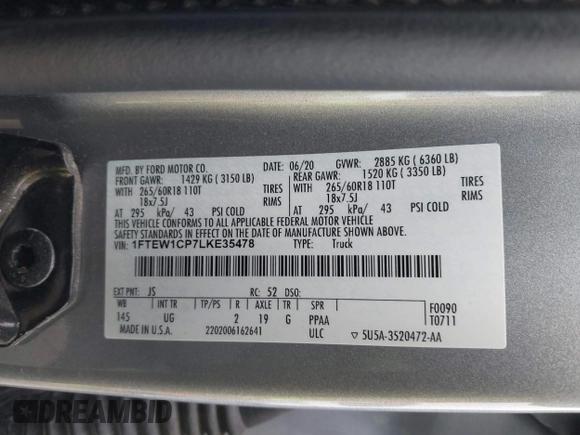 MFD. BY FORD MOTOR CO.
DATE: 06/20 GVWR: 2885 KG ( 6360 LB)
FRONT GAWR: 1429 KG ( 3150 LB) REAR GAWR: 1520 KG ( 3350 LB)
WITH 265/60R18 110T TIRES WITH 265/60R18 110T TIRES
18x7.5J RIMS 18x7.5J RIMS
AT 295 kPa/ 43 PSI COLD AT 295 kPa/ 43 PSI COLD
THIS VEHICLE CONFORMS TO ALL APPLICABLE FEDERAL MOTOR VEHICLE
SAFETY STANDARDS IN EFFECT ON THE DATE OF MANUFACTURE SHOWN ABOVE.
VIN: 1FTEW1CP7LKE35478 TYPE: Truck
EXT PNT: JS RC: 52 DSO:
WB INT TR TP/PS R AXLE TR SPR F0090
145 UG 2 19 G PPAA T0711
MADE IN U.S.A. 2202006162641 ULC ▽ 5U5A-3520472-AA
DREAMBID